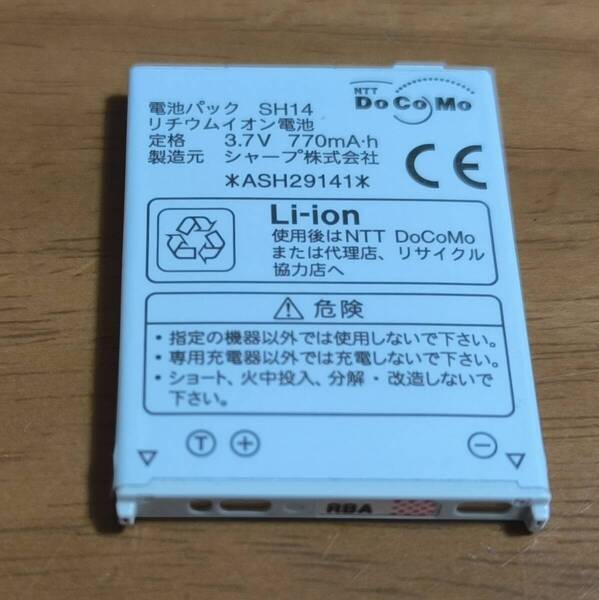 NTT
DoCoMo
電池パック SH14
リチウムイオン電池
定格 3.7V 770mA·h
製造元 シャープ株式会社
CE
*ASH29141*
Li-ion
使用後はNTT DoCoMo
または代理店、リサイクル
協力店へ
⚠ 危険
・指定の機器以外では使用しないで下さい。
・専用充電器以外では充電しないで下さい。
・ショート、火中投入、分解・改造しないで
下さい。
▽ Ⓣ ⊕ ⊖ ▽
RBA